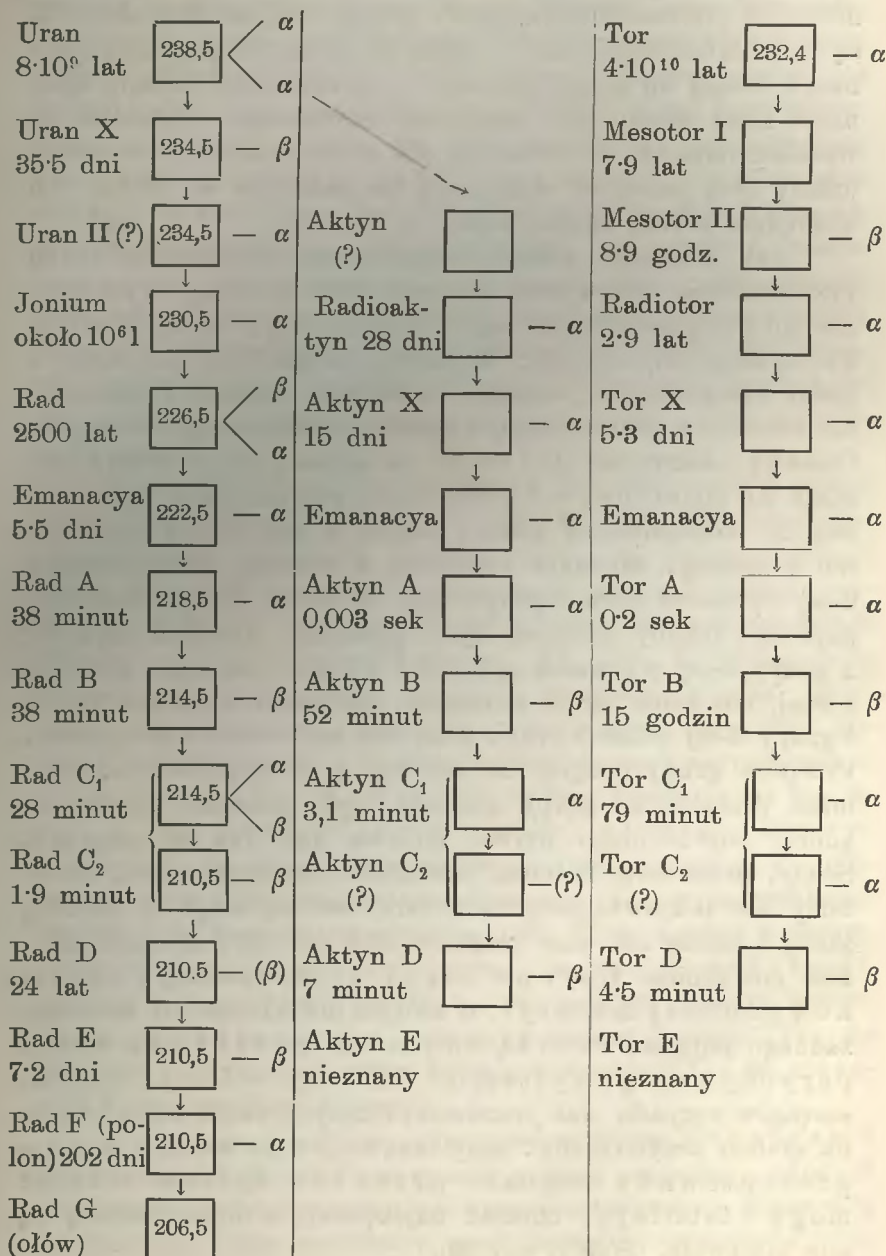 Uran 238,5 α
8·10⁹ lat α
↓
Uran X 234,5 — β
35·5 dni
↓
Uran II (?) 234,5 — α
↓
Jonium 230,5 — α
około 10⁶ l
↓
Rad 226,5 β
2500 lat α
↓
Emanacya 222,5 — α
5·5 dni
↓
Rad A 218,5 — α
38 minut
↓
Rad B 214,5 — β
38 minut
↓
Rad C₁ 214,5 α
28 minut β
↓
Rad C₂ 210,5 — β
1·9 minut
↓
Rad D 210.5 — (β)
24 lat
↓
Rad E 210,5 — β
7·2 dni
↓
Rad F (po-
lon) 202 dni 210,5 — α
↓
Rad G 206,5
(ołów)
Aktyn
(?)
↓
Radioak-
tyn 28 dni — α
↓
Aktyn X — α
15 dni
↓
Emanacya — α
↓
Aktyn A — α
0,003 sek
↓
Aktyn B — β
52 minut
↓
Aktyn C₁ — α
3,1 minut
↓
Aktyn C₂ — (?)
(?)
↓
Aktyn D — β
7 minut
Aktyn E
nieznany
Tor 232,4 — α
4·10¹⁰ lat
↓
Mesotor I
7·9 lat
↓
Mesotor II — β
8·9 godz.
↓
Radiotor — α
2·9 lat
↓
Tor X — α
5·3 dni
↓
Emanacya — α
↓
Tor A — α
0·2 sek
↓
Tor B — β
15 godzin
↓
Tor C₁ — α
79 minut
↓
Tor C₂ — α
(?)
↓
Tor D — β
4·5 minut
Tor E
nieznany